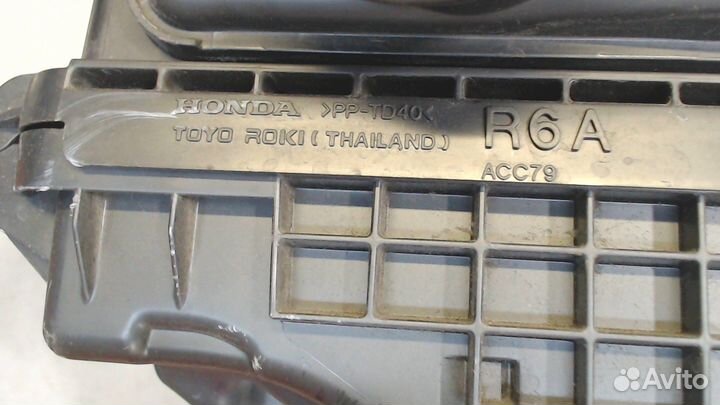 HONDA >PP-TD40<
TOYO ROKI (THAILAND)
R6A
ACC79
Avito